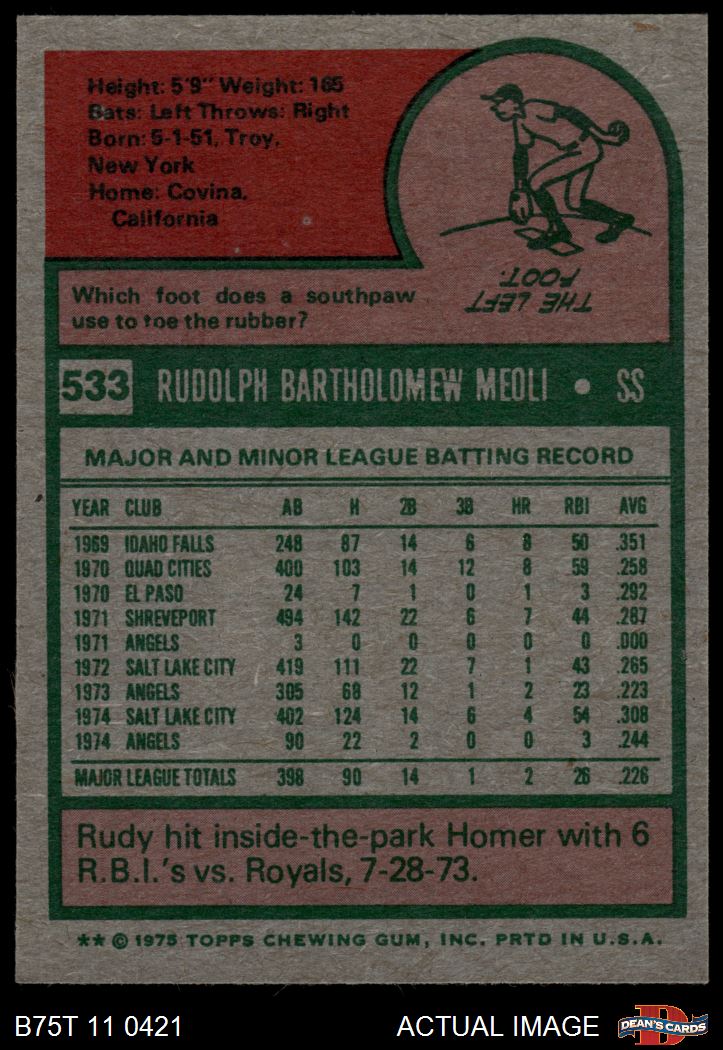 Height: 5'9" Weight: 165
Bats: Left Throws: Right
Born: 5-1-51, Troy,
New York
Home: Covina,
California
Which foot does a southpaw
use to toe the rubber?
THE LEFT
FOOT.
533 RUDOLPH BARTHOLOMEW MEOLI • SS
MAJOR AND MINOR LEAGUE BATTING RECORD
YEAR CLUB AB H 2B 3B HR RBI AVG
1969 IDAHO FALLS 248 87 14 6 8 50 .351
1970 QUAD CITIES 400 103 14 12 8 59 .258
1970 EL PASO 24 7 1 0 1 3 .292
1971 SHREVEPORT 494 142 22 6 7 44 .287
1971 ANGELS 3 0 0 0 0 0 .000
1972 SALT LAKE CITY 419 111 22 7 1 43 .265
1973 ANGELS 305 68 12 1 2 23 .223
1974 SALT LAKE CITY 402 124 14 6 4 54 .308
1974 ANGELS 90 22 2 0 0 3 .244
MAJOR LEAGUE TOTALS 398 90 14 1 2 26 .226
Rudy hit inside-the-park Homer with 6
R.B.I.'s vs. Royals, 7-28-73.
** © 1975 TOPPS CHEWING GUM, INC. PRTD IN U.S.A.
B75T 11 0421 ACTUAL IMAGE D DEAN'S CARDS